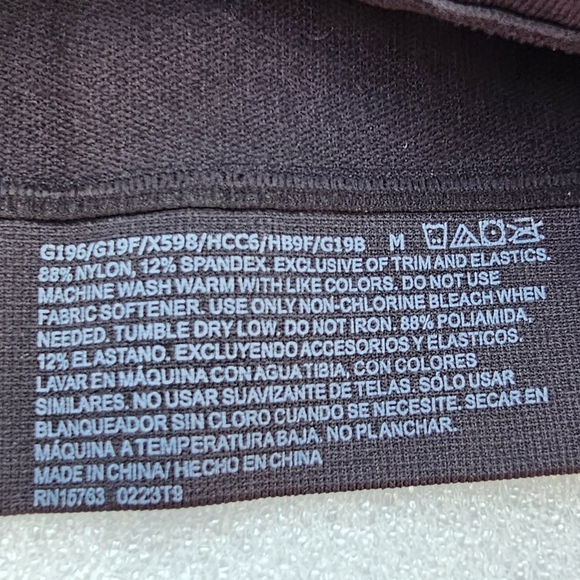 G196/G19F/X598/HCC6/HB9F/G19B M
88% NYLON, 12% SPANDEX. EXCLUSIVE OF TRIM AND ELASTICS.
MACHINE WASH WARM WITH LIKE COLORS. DO NOT USE
FABRIC SOFTENER. USE ONLY NON-CHLORINE BLEACH WHEN
NEEDED. TUMBLE DRY LOW, DO NOT IRON. 88% POLIAMIDA,
12% ELASTANO. EXCLUYENDO ACCESORIOS Y ELASTICOS.
LAVAR EN MÁQUINA CON AGUA TIBIA, CON COLORES
SIMILARES. NO USAR SUAVIZANTE DE TELAS. SÓLO USAR
BLANQUEADOR SIN CLORO CUANDO SE NECESITE. SECAR EN
MÁQUINA A TEMPERATURA BAJA, NO PLANCHAR.
MADE IN CHINA/ HECHO EN CHINA
RN15763 0223T9